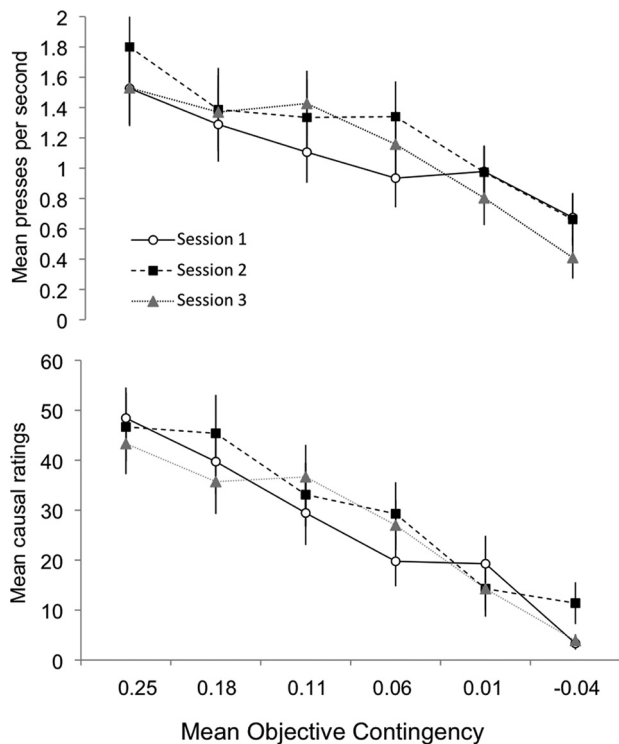 2
1.8
1.6
1.4
1.2
1
0.8
0.6
0.4
0.2
0
Mean presses per second
Session 1
Session 2
Session 3
60
50
40
30
20
10
0
Mean causal ratings
0.25 0.18 0.11 0.06 0.01 -0.04
Mean Objective Contingency